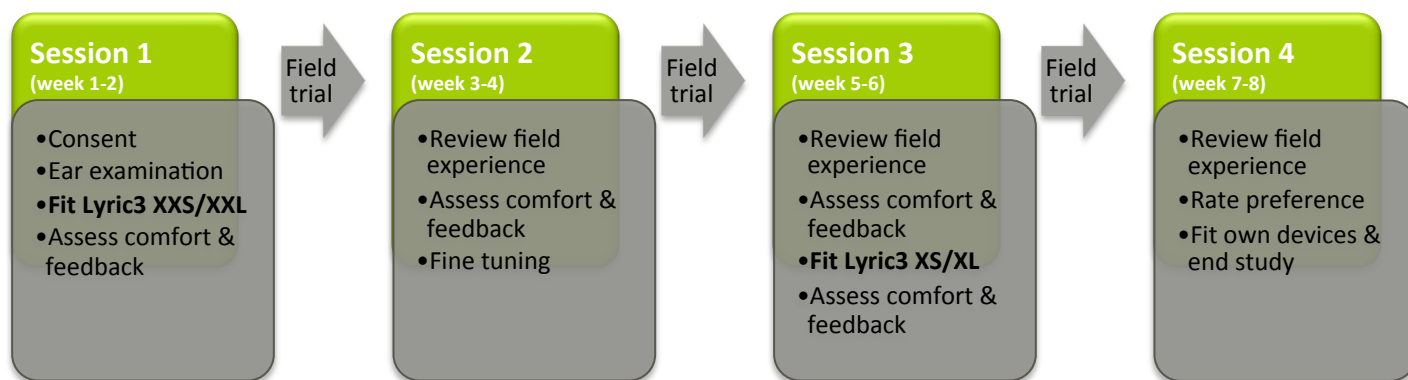 Session 1
(week 1-2)
•Consent
•Ear examination
•Fit Lyric3 XXS/XXL
•Assess comfort &
feedback
Field
trial
Session 2
(week 3-4)
•Review field
experience
•Assess comfort &
feedback
•Fine tuning
Field
trial
Session 3
(week 5-6)
•Review field
experience
•Assess comfort &
feedback
•Fit Lyric3 XS/XL
•Assess comfort &
feedback
Field
trial
Session 4
(week 7-8)
•Review field
experience
•Rate preference
•Fit own devices &
end study